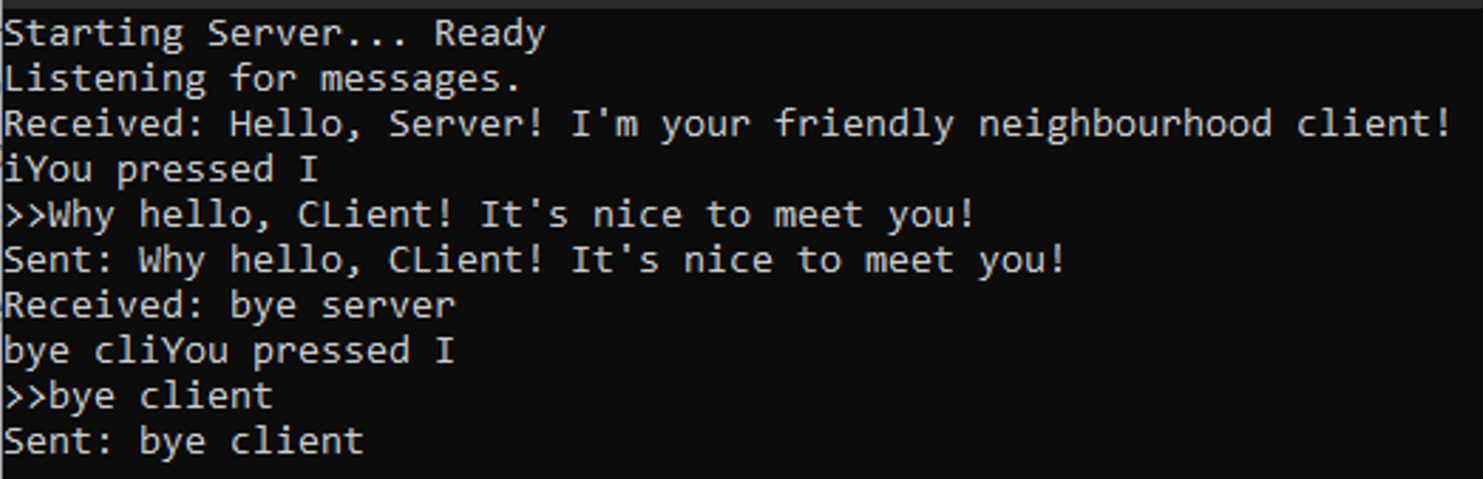 Starting Server... Ready
Listening for messages.
Received: Hello, Server! I'm your friendly neighbourhood client!
iYou pressed I
>>Why hello, CLient! It's nice to meet you!
Sent: Why hello, CLient! It's nice to meet you!
Received: bye server
bye cliYou pressed I
>>bye client
Sent: bye client